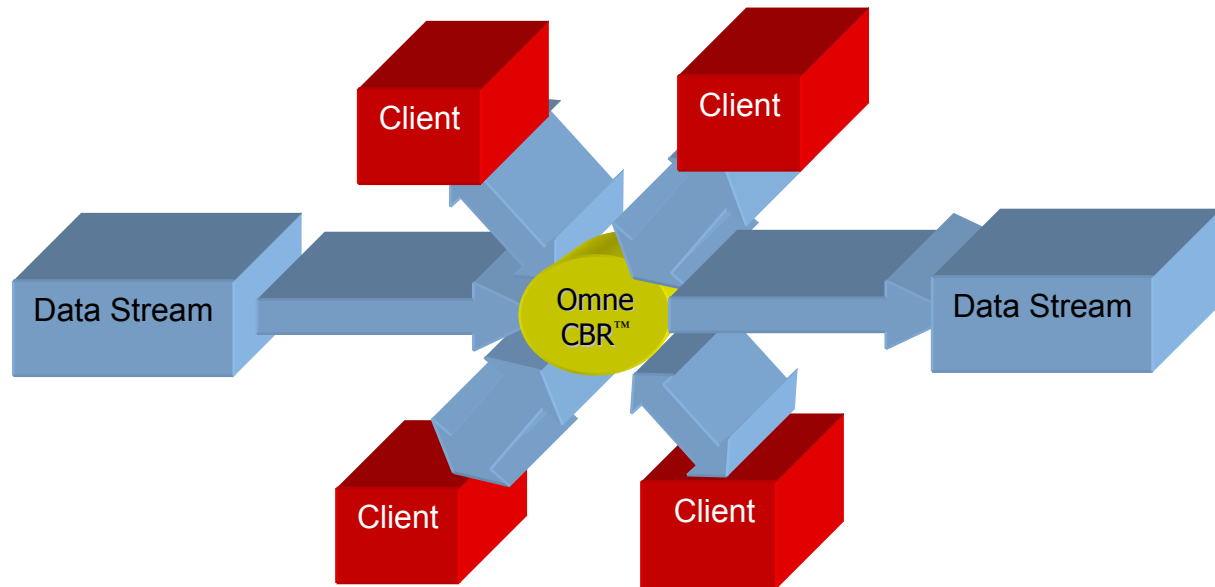 Client
Client
Data Stream
Omne
CBR™
Data Stream
Client
Client